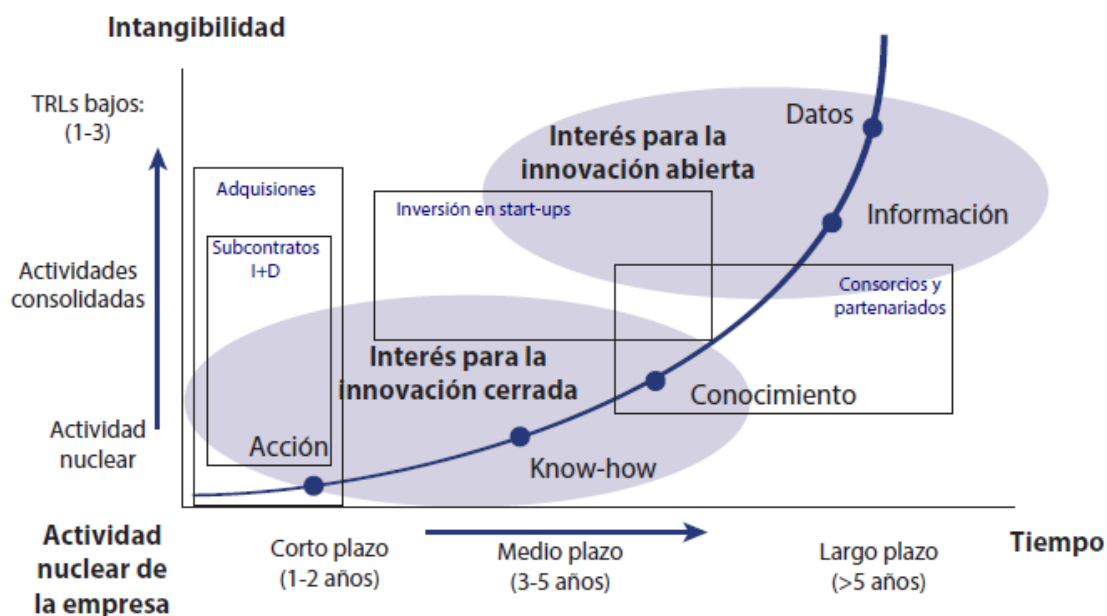 Intangibilidad
TRLs bajos:
(1-3)
Datos
Interés para la
innovación abierta
Adquisiones
Inversión en start-ups
Información
Subcontratos
I+D
Actividades
consolidadas
Consorcios y
partenariados
Interés para la
innovación cerrada
Conocimiento
Actividad
nuclear
Acción
Know-how
Actividad
nuclear de
la empresa
Corto plazo
(1-2 años)
Medio plazo
(3-5 años)
Largo plazo
(>5 años)
Tiempo